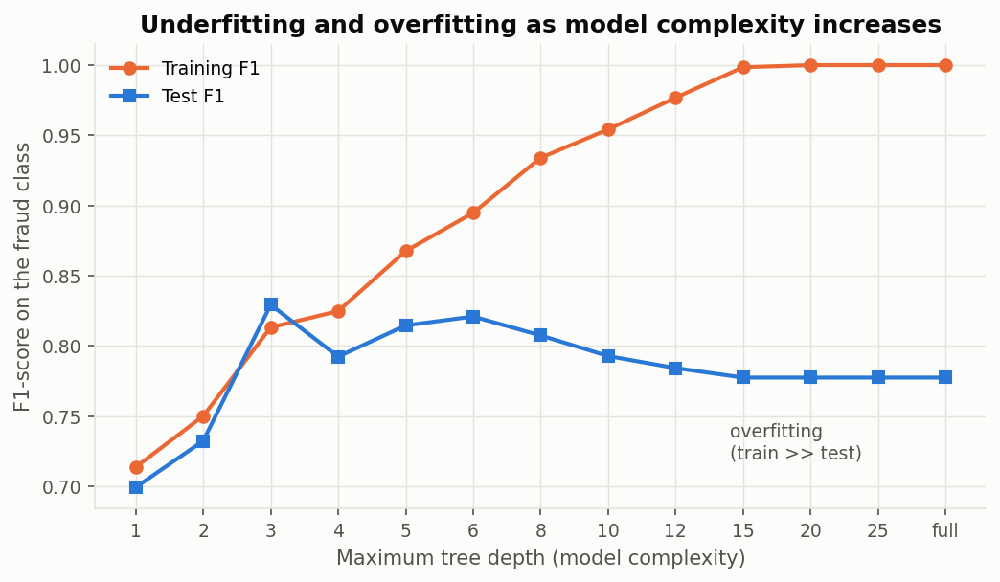 Underfitting and overfitting as model complexity increases
Training F1
Test F1
F1-score on the fraud class
1.00
0.95
0.90
0.85
0.80
0.75
0.70
overfitting
(train >> test)
1 2 3 4 5 6 8 10 12 15 20 25 full
Maximum tree depth (model complexity)